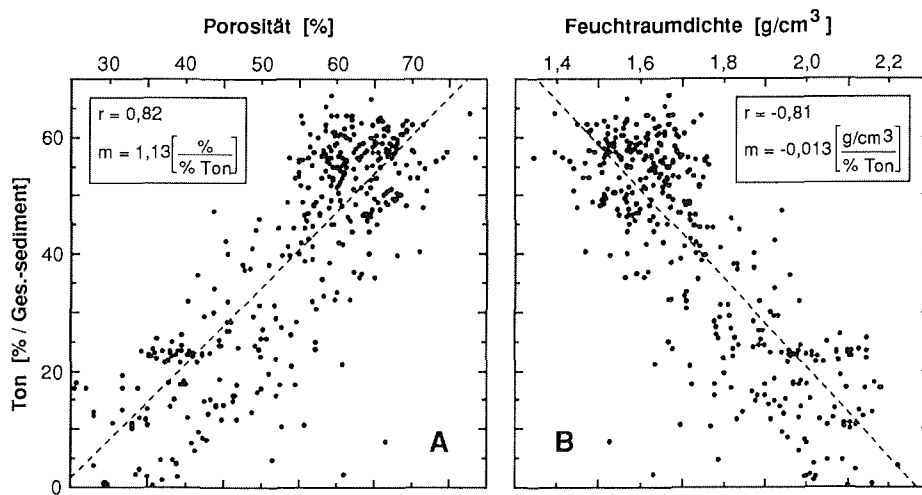 Porosität [%]
30 40 50 60 70
Feuchtraumdichte [g/cm³]
1,4 1,6 1,8 2,0 2,2
Ton [% / Ges.-sediment]
60
40
20
0
r = 0,82
m = 1,13 [% / % Ton]
A
r = -0,81
m = -0,013 [g/cm3 / % Ton]
B